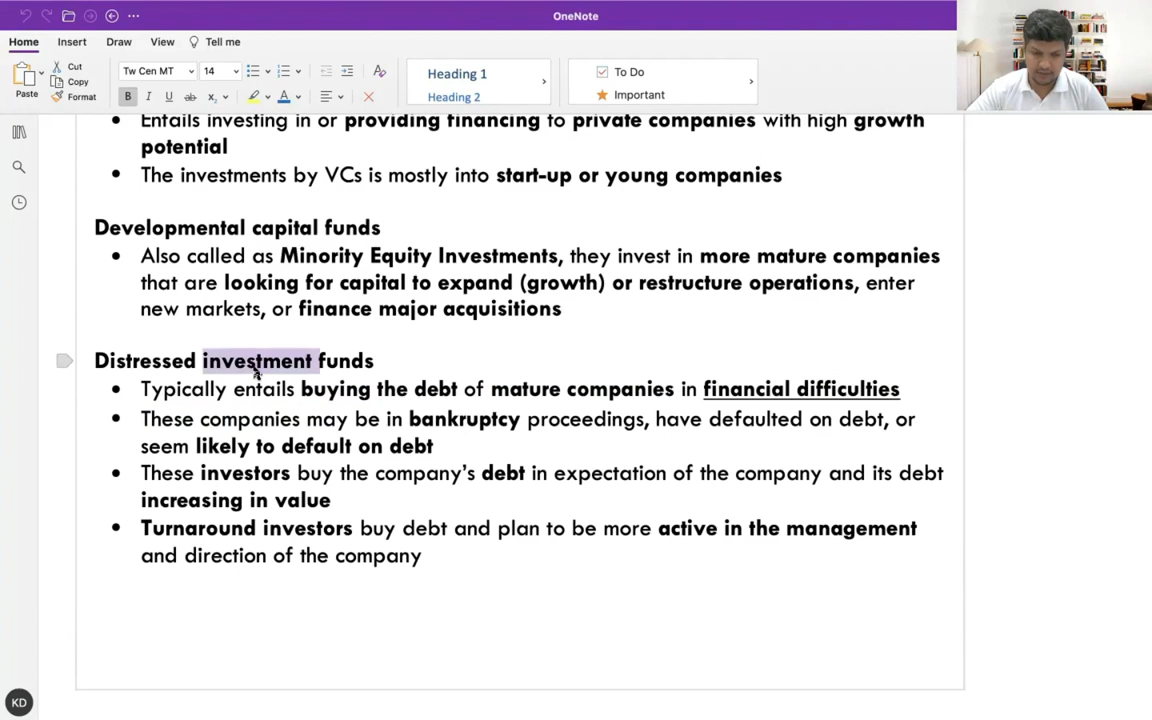 OneNote
Home Insert Draw View Tell me
Paste
Cut
Copy
Format
Tw Cen MT 14
B I U ab x₂ A
Heading 1
Heading 2
To Do
Important
• Entails investing in or providing financing to private companies with high growth
potential
• The investments by VCs is mostly into start-up or young companies
Developmental capital funds
• Also called as Minority Equity Investments, they invest in more mature companies
that are looking for capital to expand (growth) or restructure operations, enter
new markets, or finance major acquisitions
Distressed investment funds
• Typically entails buying the debt of mature companies in financial difficulties
• These companies may be in bankruptcy proceedings, have defaulted on debt, or
seem likely to default on debt
• These investors buy the company's debt in expectation of the company and its debt
increasing in value
• Turnaround investors buy debt and plan to be more active in the management
and direction of the company
KD